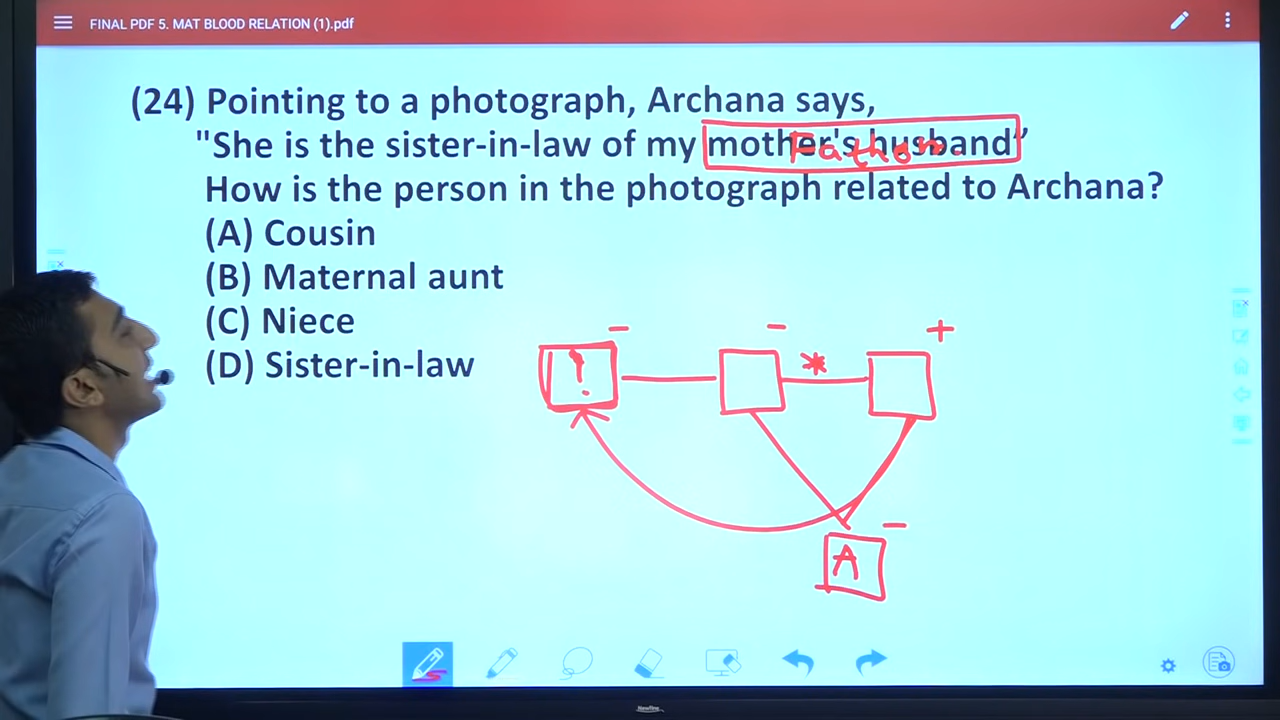 FINAL PDF 5. MAT BLOOD RELATION (1).pdf
(24) Pointing to a photograph, Archana says,
"She is the sister-in-law of my mother's husband”
Father
How is the person in the photograph related to Archana?
(A) Cousin
(B) Maternal aunt
(C) Niece
(D) Sister-in-law
- - +
! *
-
A
NewLine